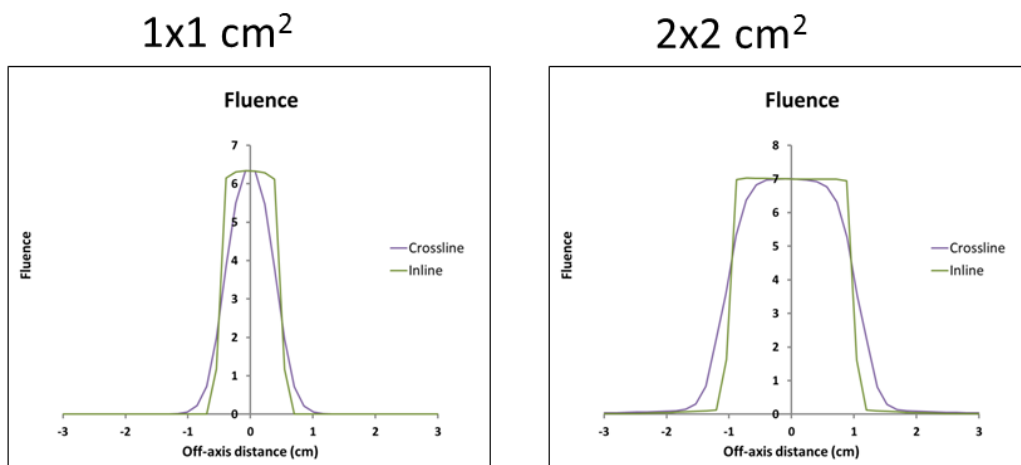 1x1 cm²
2x2 cm²
Fluence
7
6
5
4
3
2
1
0
-3 -2 -1 0 1 2 3
Fluence
Off-axis distance (cm)
Crossline
Inline
Fluence
8
7
6
5
4
3
2
1
0
-3 -2 -1 0 1 2 3
Fluence
Off-axis distance (cm)
Crossline
Inline